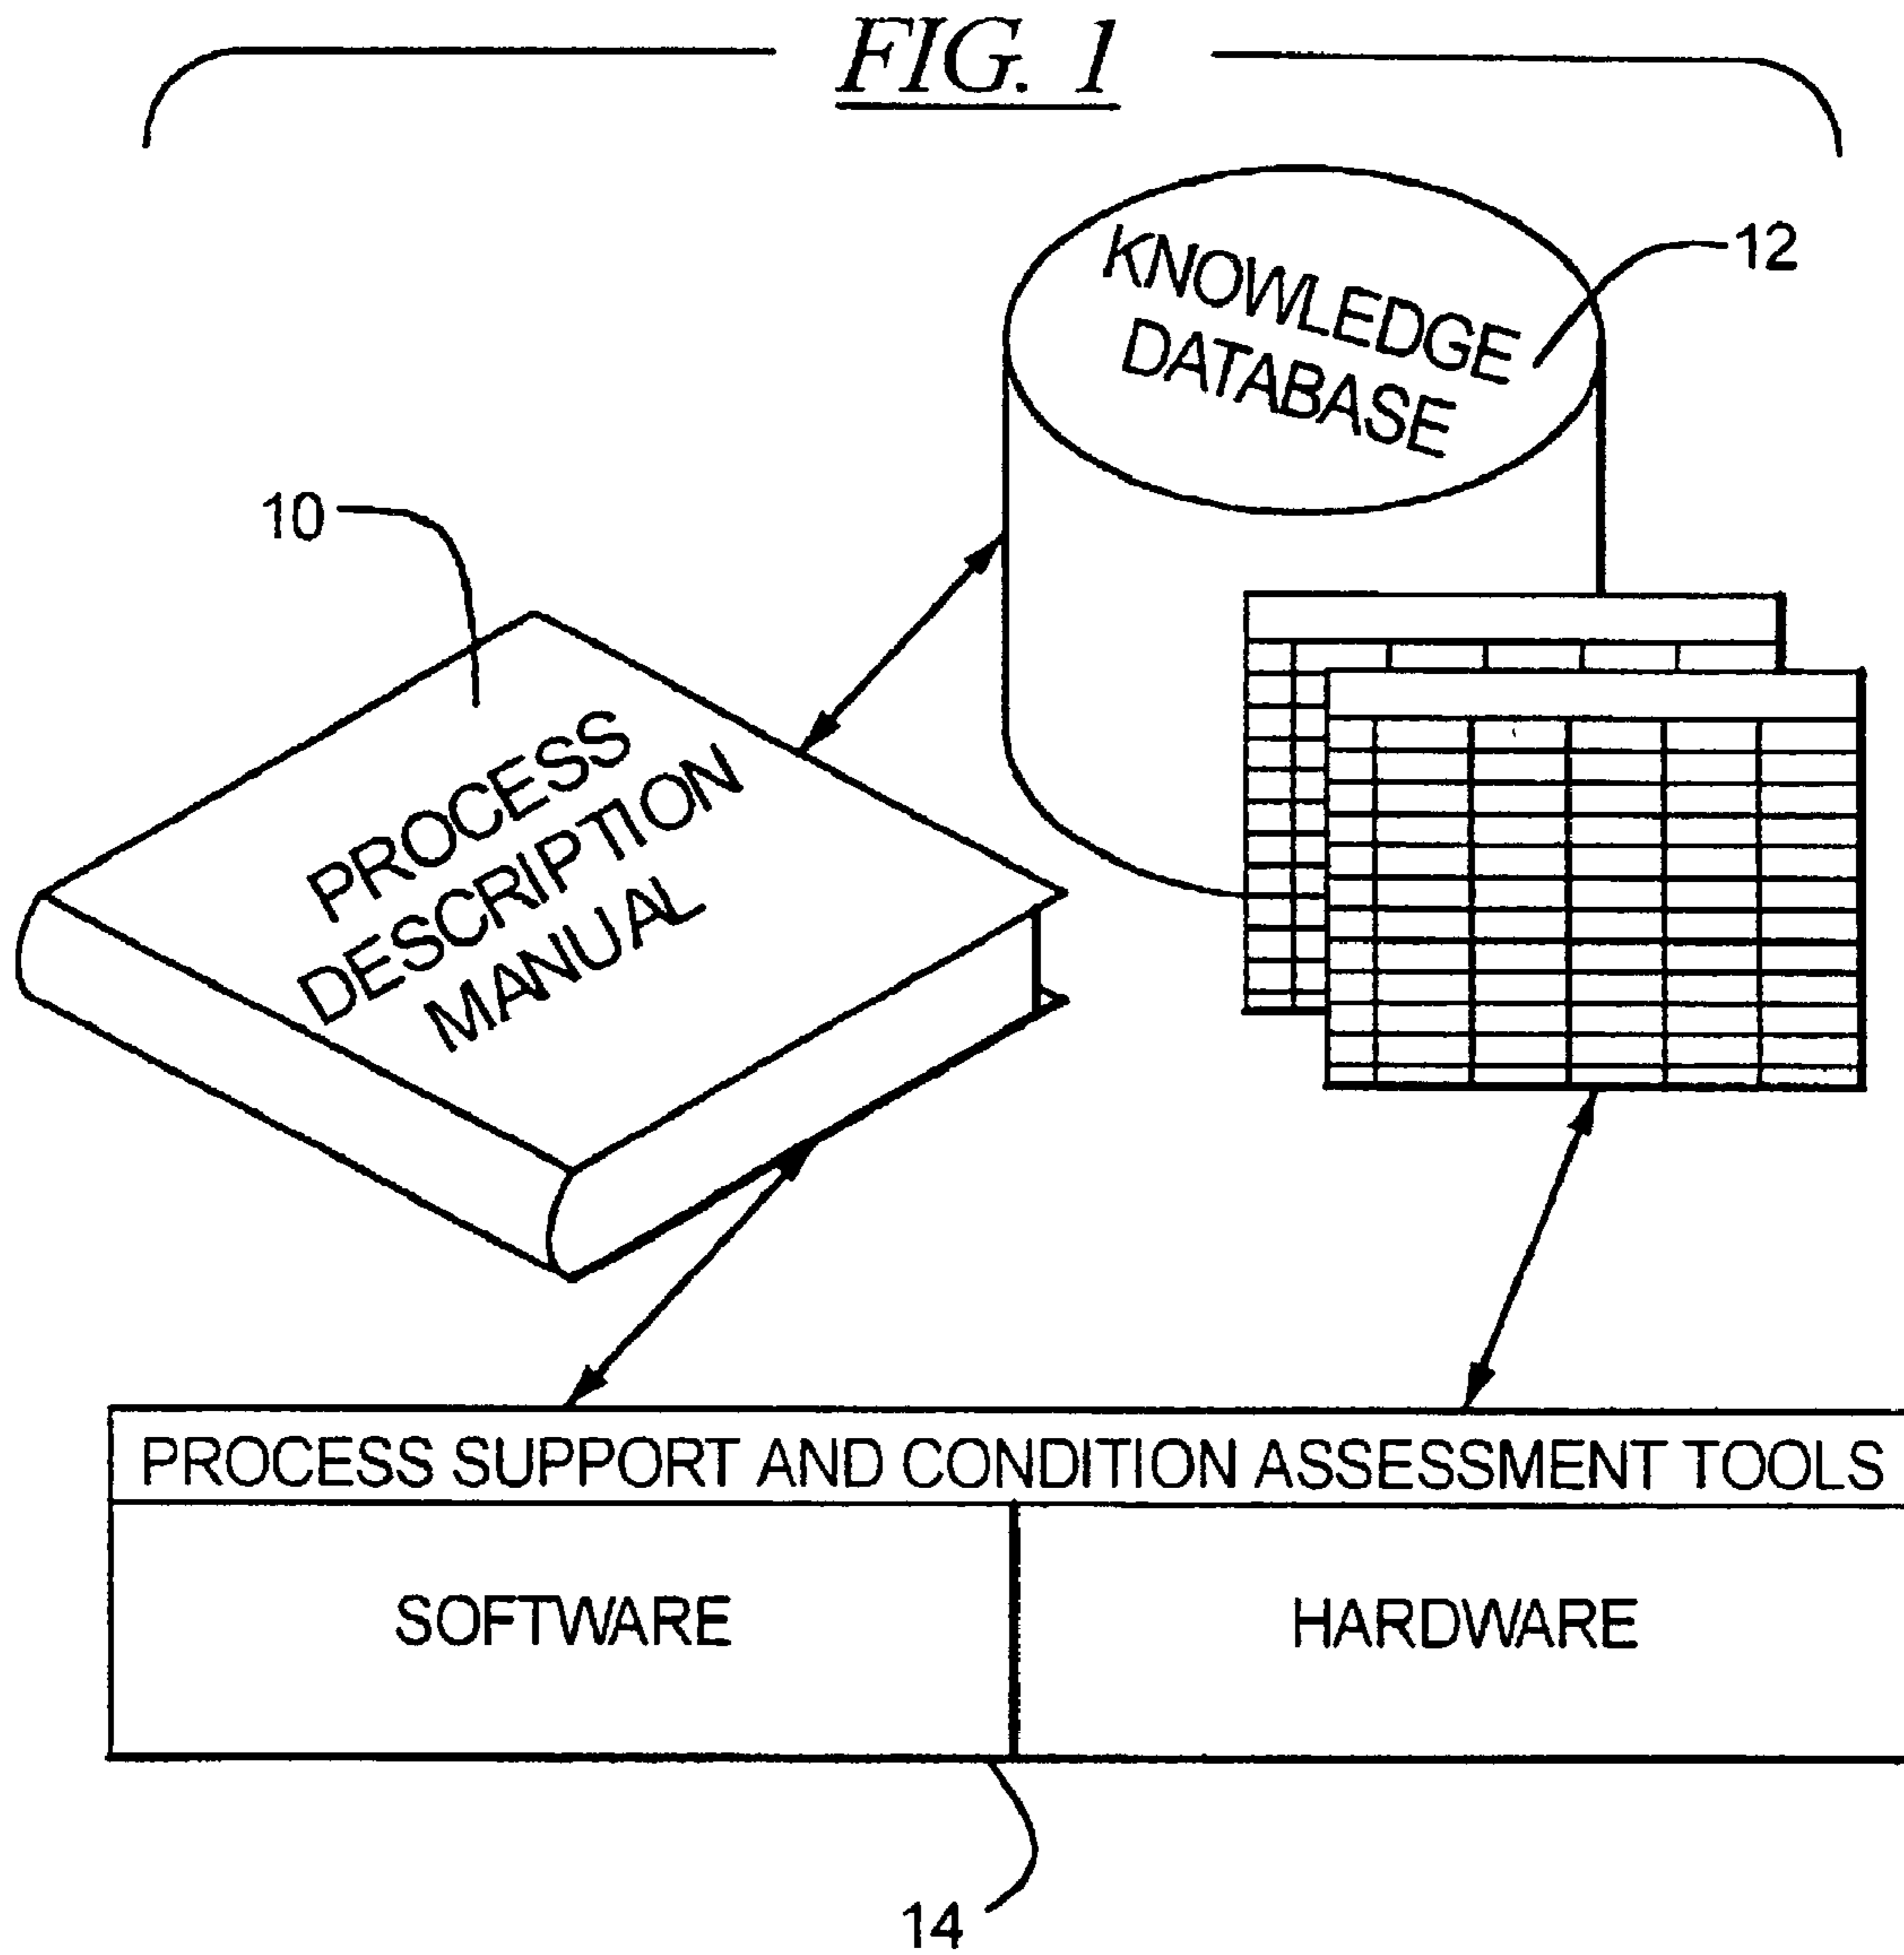 FIG. 1
KNOWLEDGE
DATABASE
12
10
PROCESS
DESCRIPTION
MANUAL
PROCESS SUPPORT AND CONDITION ASSESSMENT TOOLS
SOFTWARE
HARDWARE
14